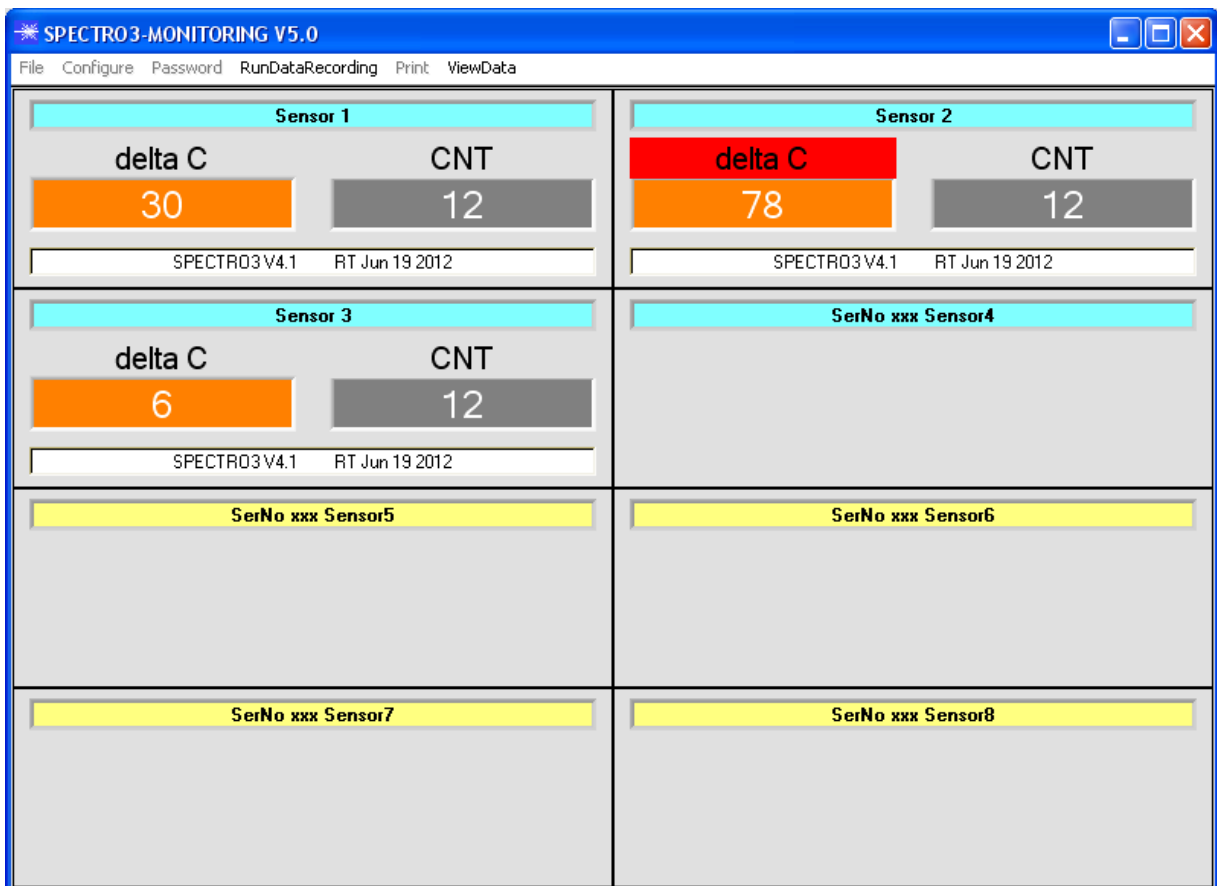 SPECTRO3-MONITORING V5.0
File Configure Password RunDataRecording Print ViewData
Sensor 1
delta C CNT
30 12
SPECTRO3 V4.1 RT Jun 19 2012
Sensor 2
delta C CNT
78 12
SPECTRO3 V4.1 RT Jun 19 2012
Sensor 3
delta C CNT
6 12
SPECTRO3 V4.1 RT Jun 19 2012
SerNo xxx Sensor4
SerNo xxx Sensor5
SerNo xxx Sensor6
SerNo xxx Sensor7
SerNo xxx Sensor8